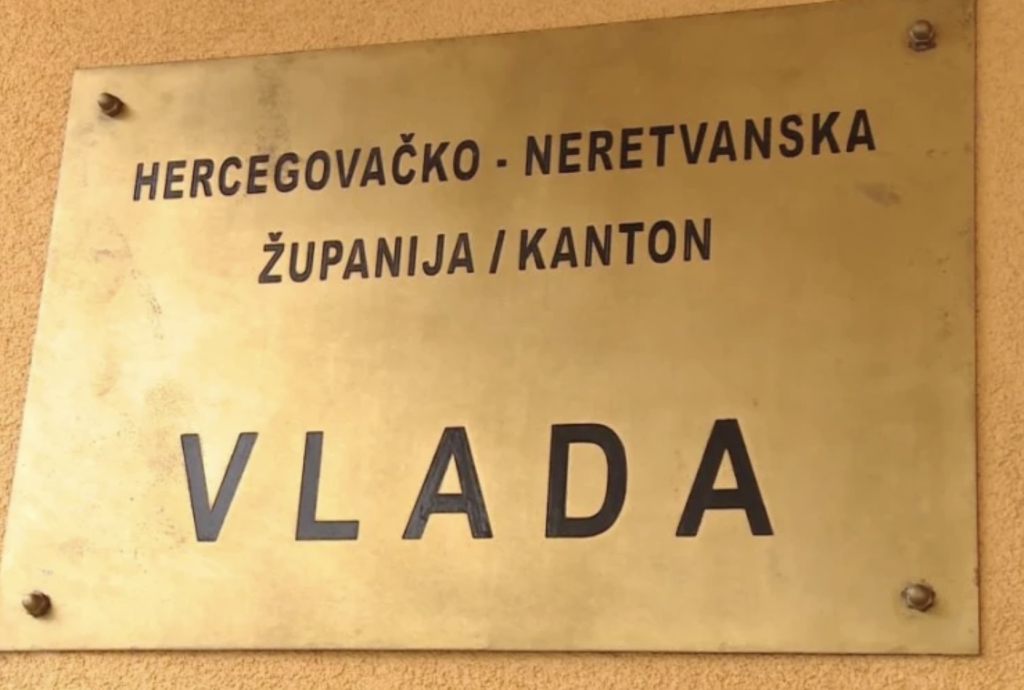 HERCEGOVAČKO - NERETVANSKA
ŽUPANIJA / KANTON
VLADA